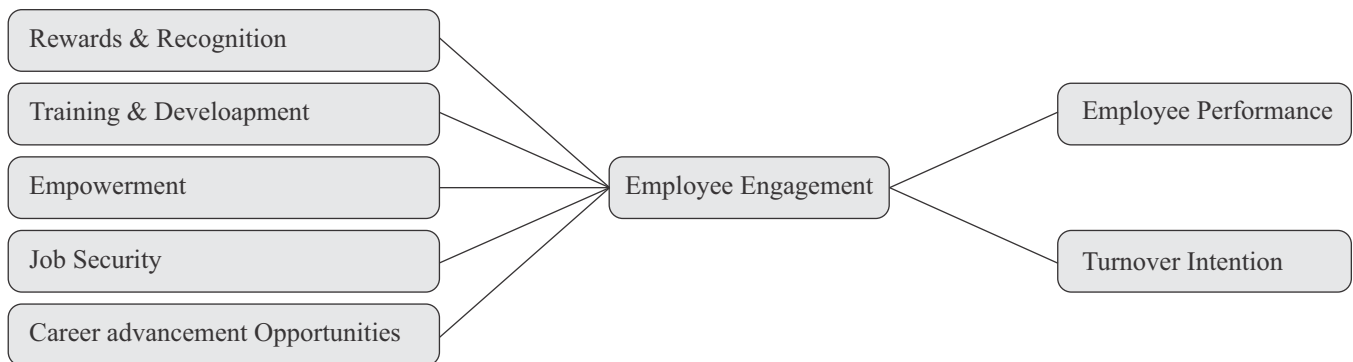 Rewards & Recognition
Training & Develoapment
Empowerment
Job Security
Career advancement Opportunities
Employee Engagement
Employee Performance
Turnover Intention